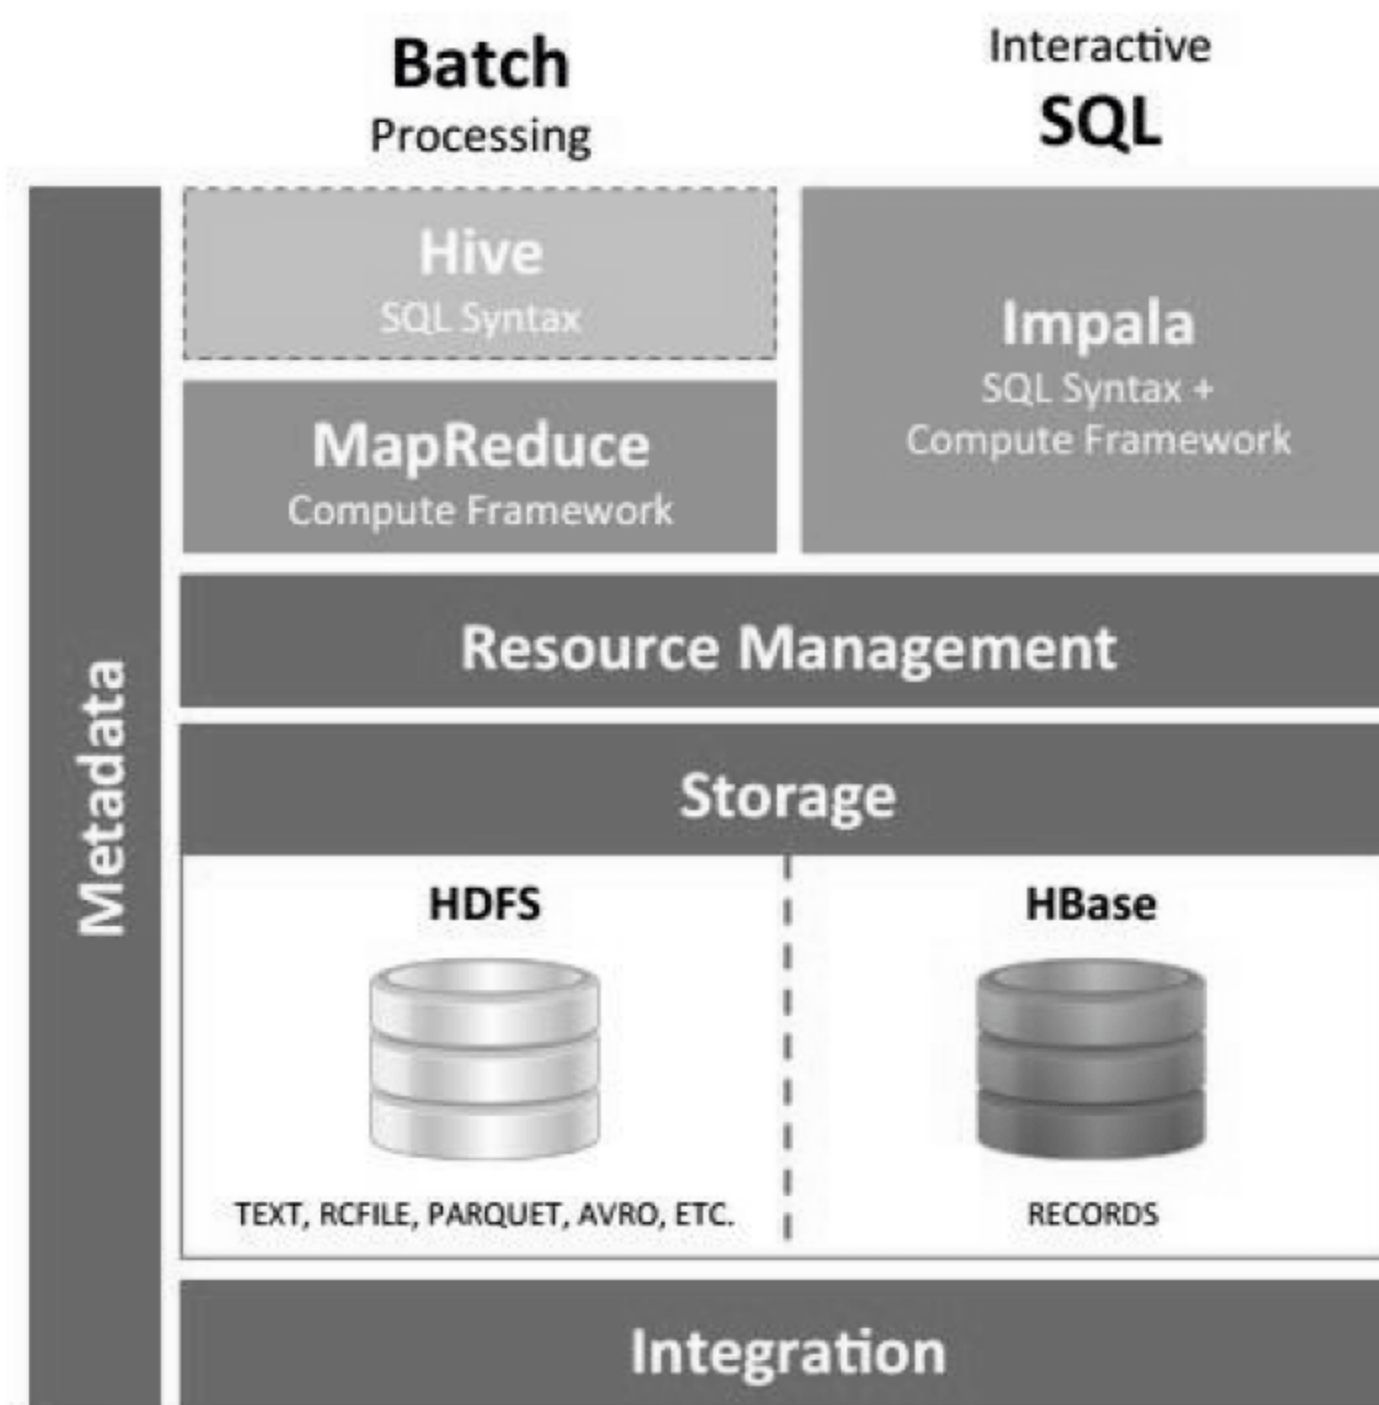 Batch
Processing
Interactive
SQL
Hive
SQL Syntax
MapReduce
Compute Framework
Impala
SQL Syntax +
Compute Framework
Metadata
Resource Management
Storage
HDFS
TEXT, RCFILE, PARQUET, AVRO, ETC.
HBase
RECORDS
Integration